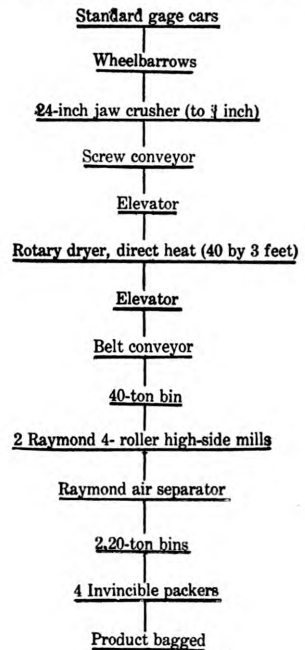 Standard gage cars
Wheelbarrows
24-inch jaw crusher (to inch)
Screw conveyor
Elevator
Rotary dryer, direct heat (40 by 3 feet)
Elevator
Belt conveyor
40-ton bin
2 Raymond 4- roller high-side mills
Raymond air separator
2,20-ton bins
4 Invincible packers
Product bagged